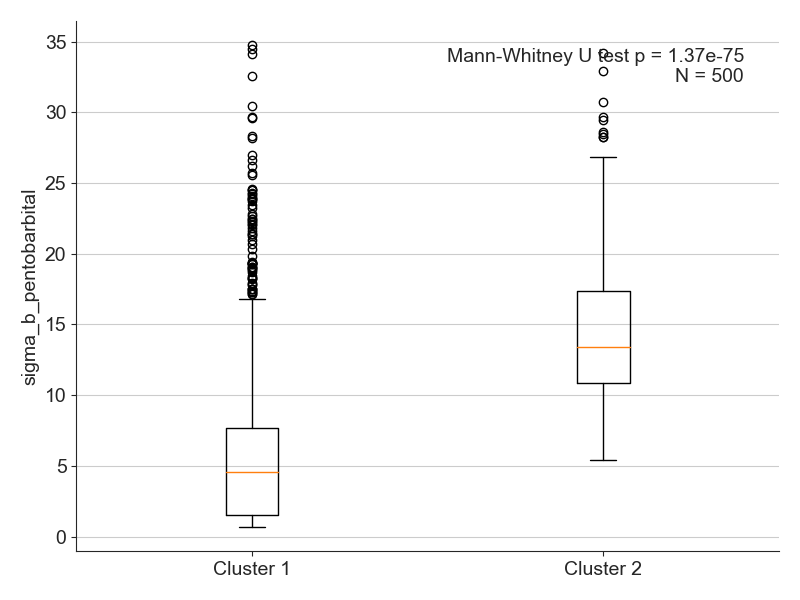 Mann-Whitney U test p = 1.37e-75
N = 500
sigma_b_pentobarbital
35
30
25
20
15
10
5
0
Cluster 1
Cluster 2